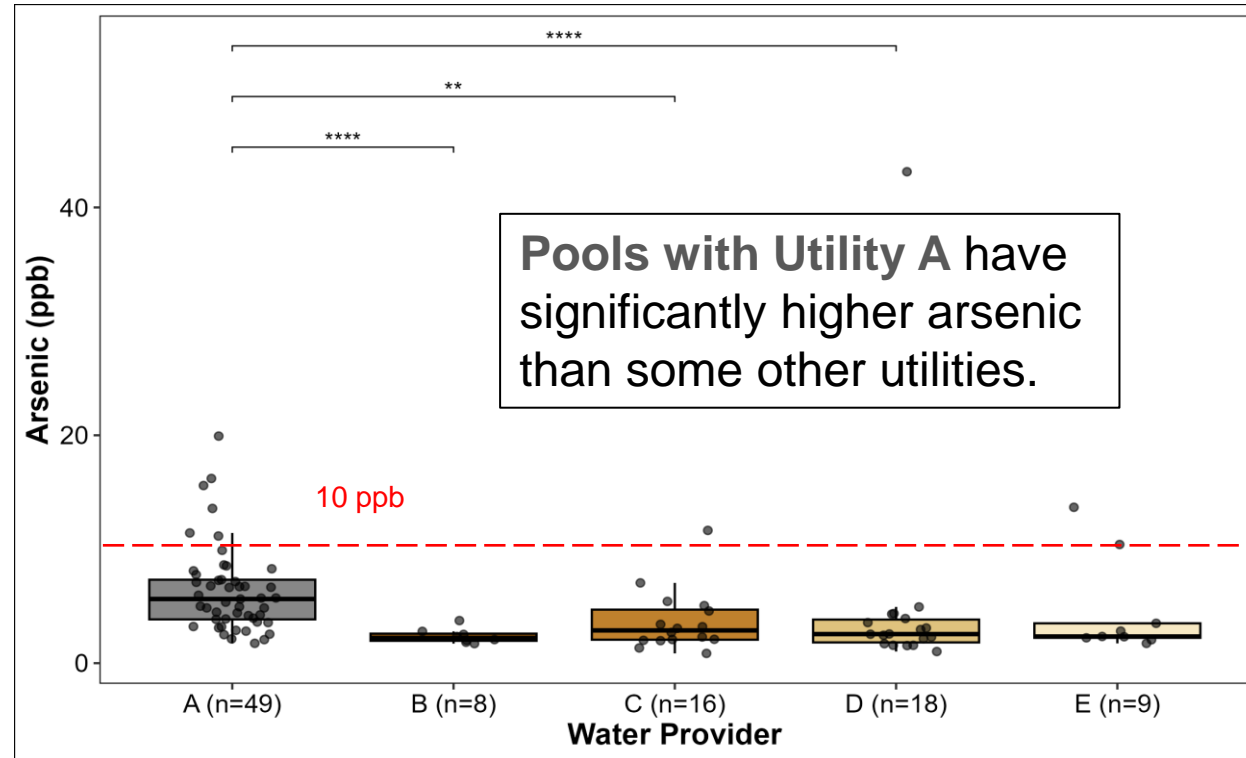 ****
**
****
40
Pools with Utility A have
significantly higher arsenic
than some other utilities.
Arsenic (ppb)
20
10 ppb
0
A (n=49) B (n=8) C (n=16) D (n=18) E (n=9)
Water Provider